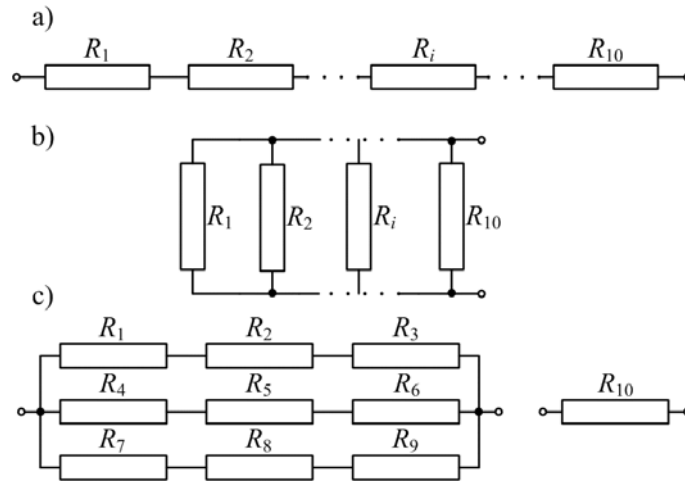 a)
R₁ R₂ Rᵢ R₁₀
b)
R₁ R₂ Rᵢ R₁₀
c)
R₁ R₂ R₃
R₄ R₅ R₆ R₁₀
R₇ R₈ R₉